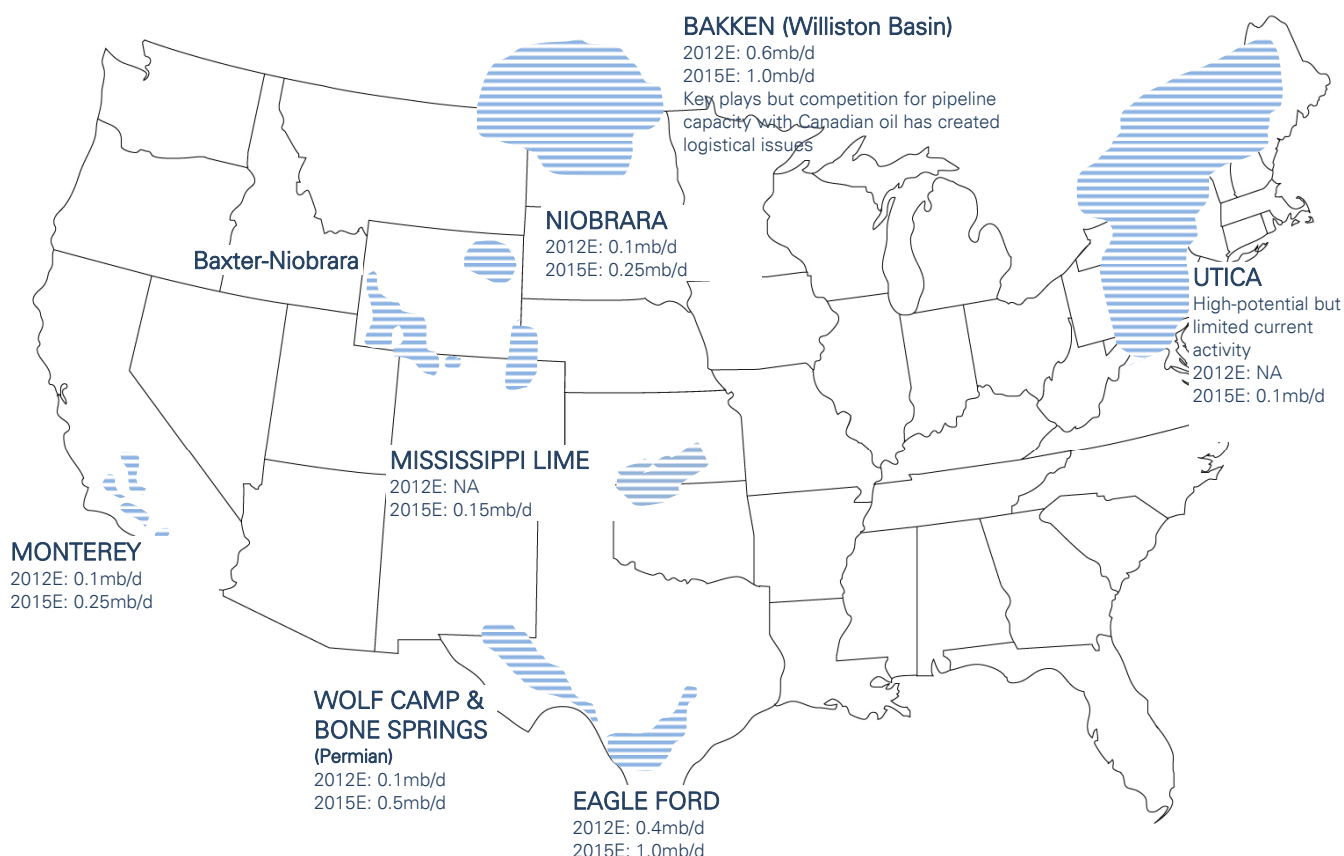 BAKKEN (Williston Basin)
2012E: 0.6mb/d
2015E: 1.0mb/d
Key plays but competition for pipeline
capacity with Canadian oil has created
logistical issues
NIOBRARA
2012E: 0.1mb/d
2015E: 0.25mb/d
Baxter-Niobrara
UTICA
High-potential but
limited current
activity
2012E: NA
2015E: 0.1mb/d
MISSISSIPPI LIME
2012E: NA
2015E: 0.15mb/d
MONTEREY
2012E: 0.1mb/d
2015E: 0.25mb/d
WOLF CAMP &
BONE SPRINGS
(Permian)
2012E: 0.1mb/d
2015E: 0.5mb/d
EAGLE FORD
2012E: 0.4mb/d
2015E: 1.0mb/d